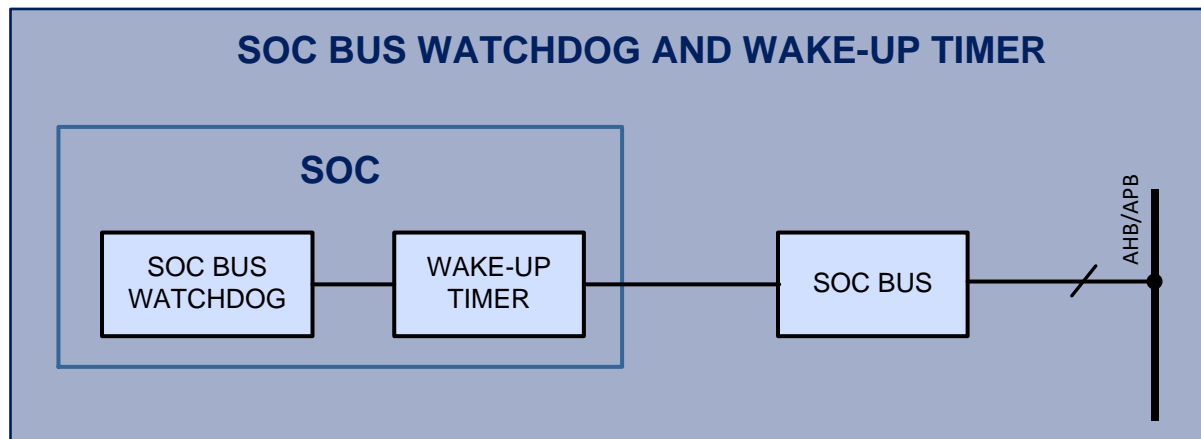 SOC BUS WATCHDOG AND WAKE-UP TIMER
SOC
SOC BUS
WATCHDOG
WAKE-UP
TIMER
SOC BUS
AHB/APB